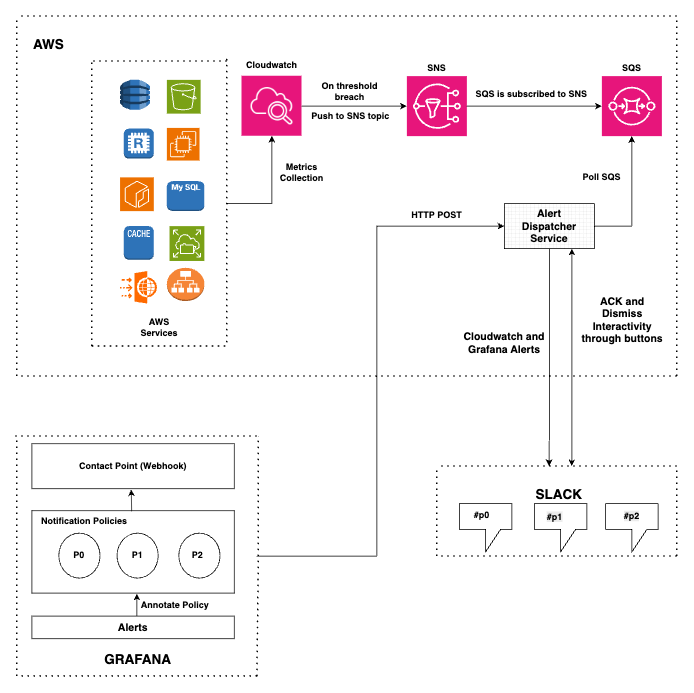 AWS
Cloudwatch
SNS
SQS
On threshold
breach
Push to SNS topic
SQS is subscribed to SNS
R
My SQL
CACHE
AWS
Services
Metrics
Collection
Poll SQS
HTTP POST
Alert
Dispatcher
Service
Cloudwatch and
Grafana Alerts
ACK and
Dismiss
Interactivity
through buttons
Contact Point (Webhook)
Notification Policies
P0
P1
P2
Annotate Policy
Alerts
GRAFANA
SLACK
#p0
#p1
#p2